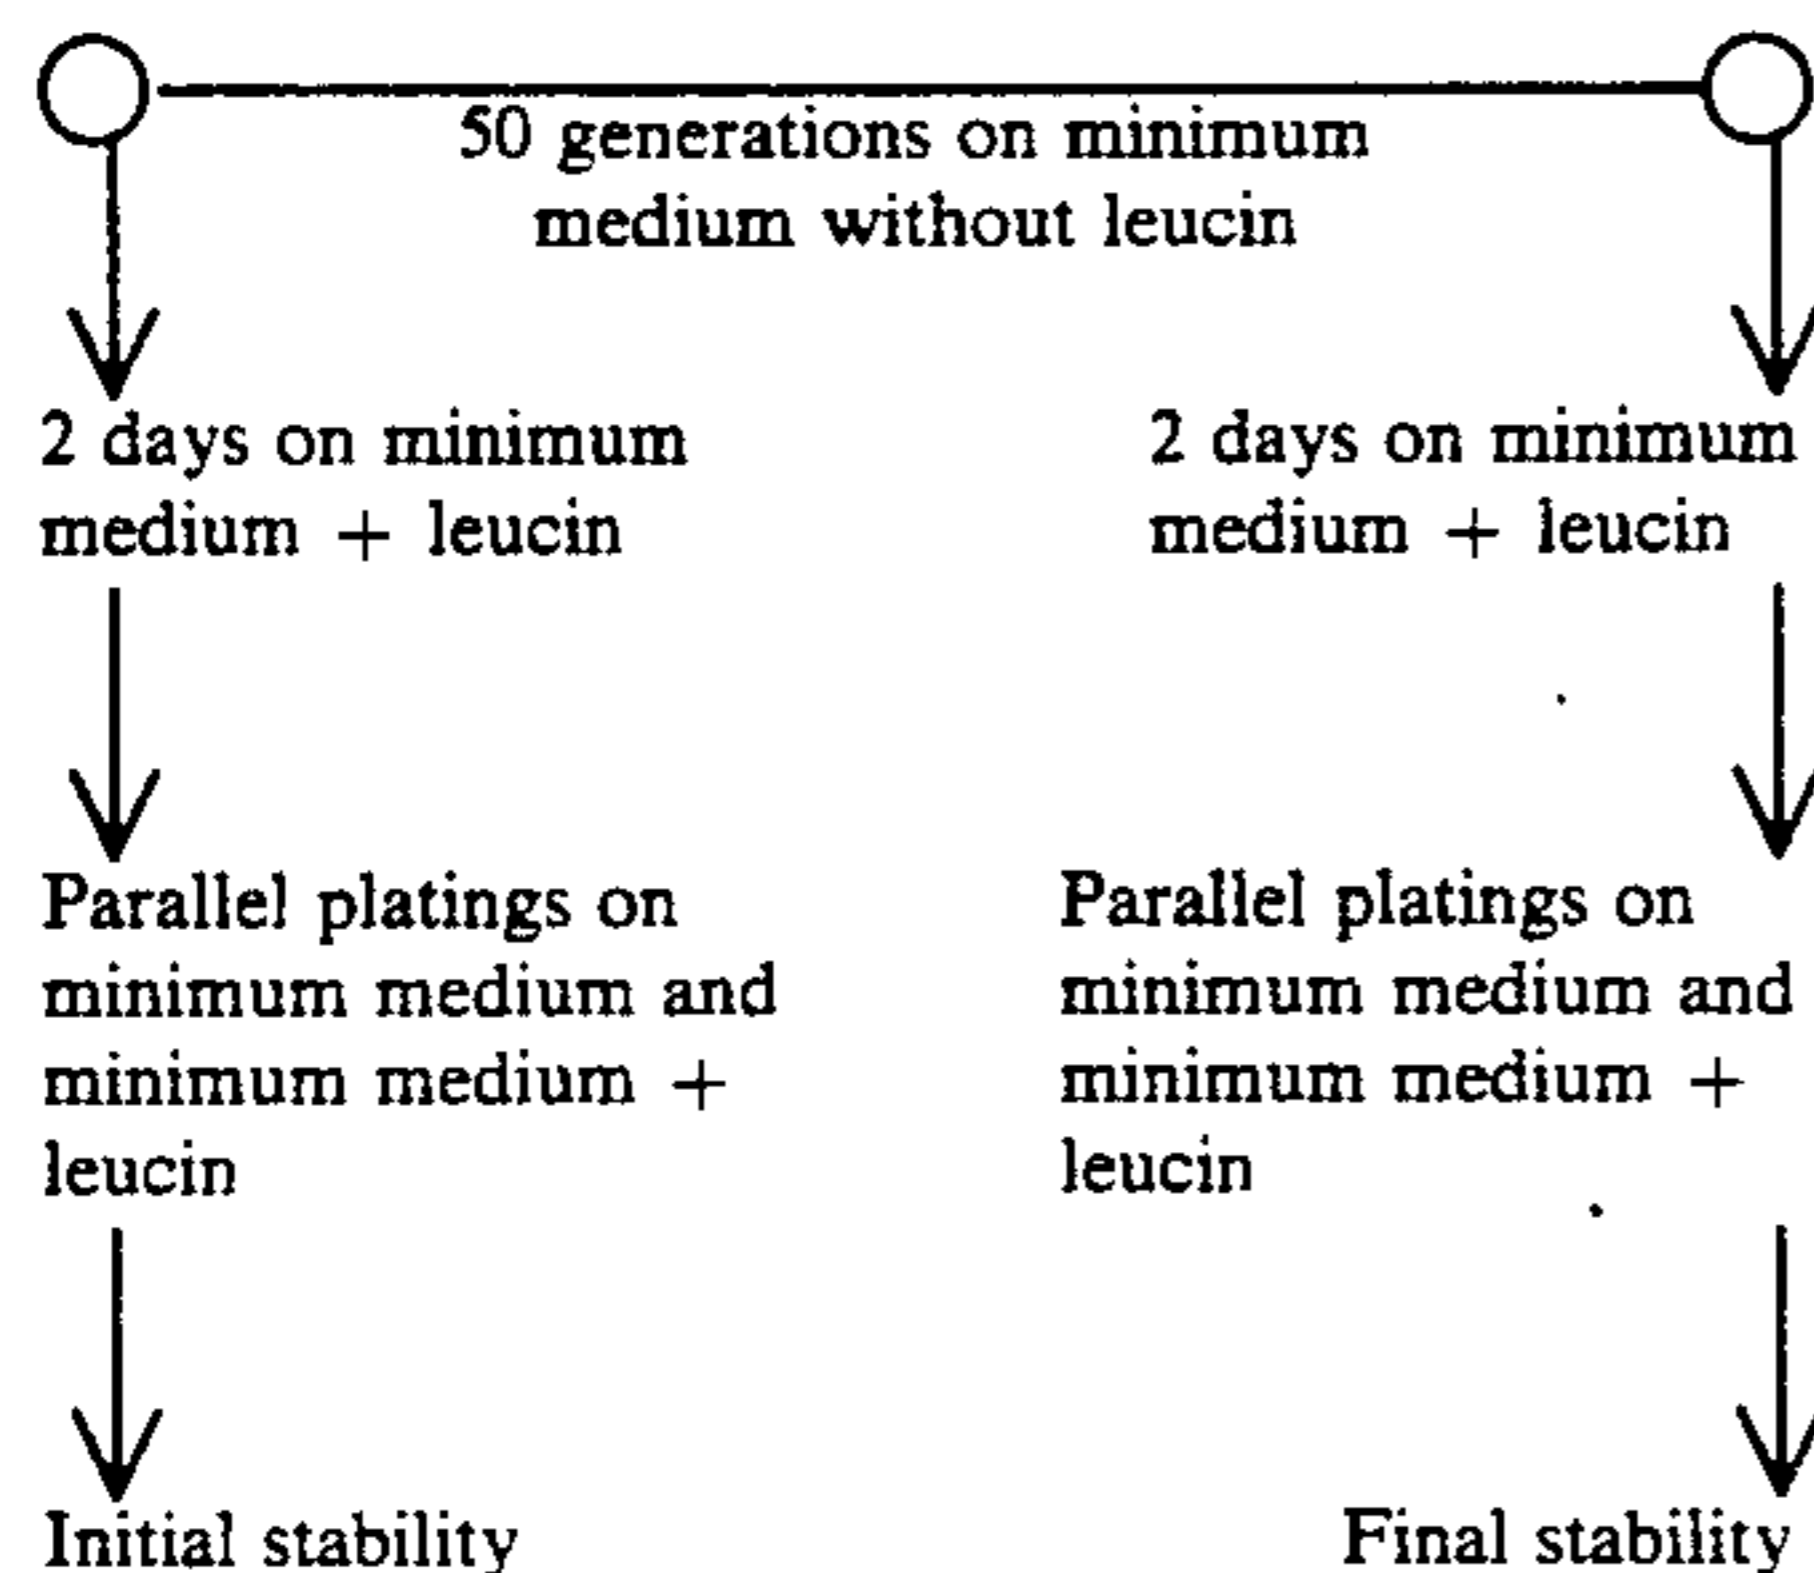 50 generations on minimum
medium without leucin
2 days on minimum
medium + leucin
2 days on minimum
medium + leucin
Parallel platings on
minimum medium and
minimum medium +
leucin
Parallel platings on
minimum medium and
minimum medium +
leucin
Initial stability
Final stability